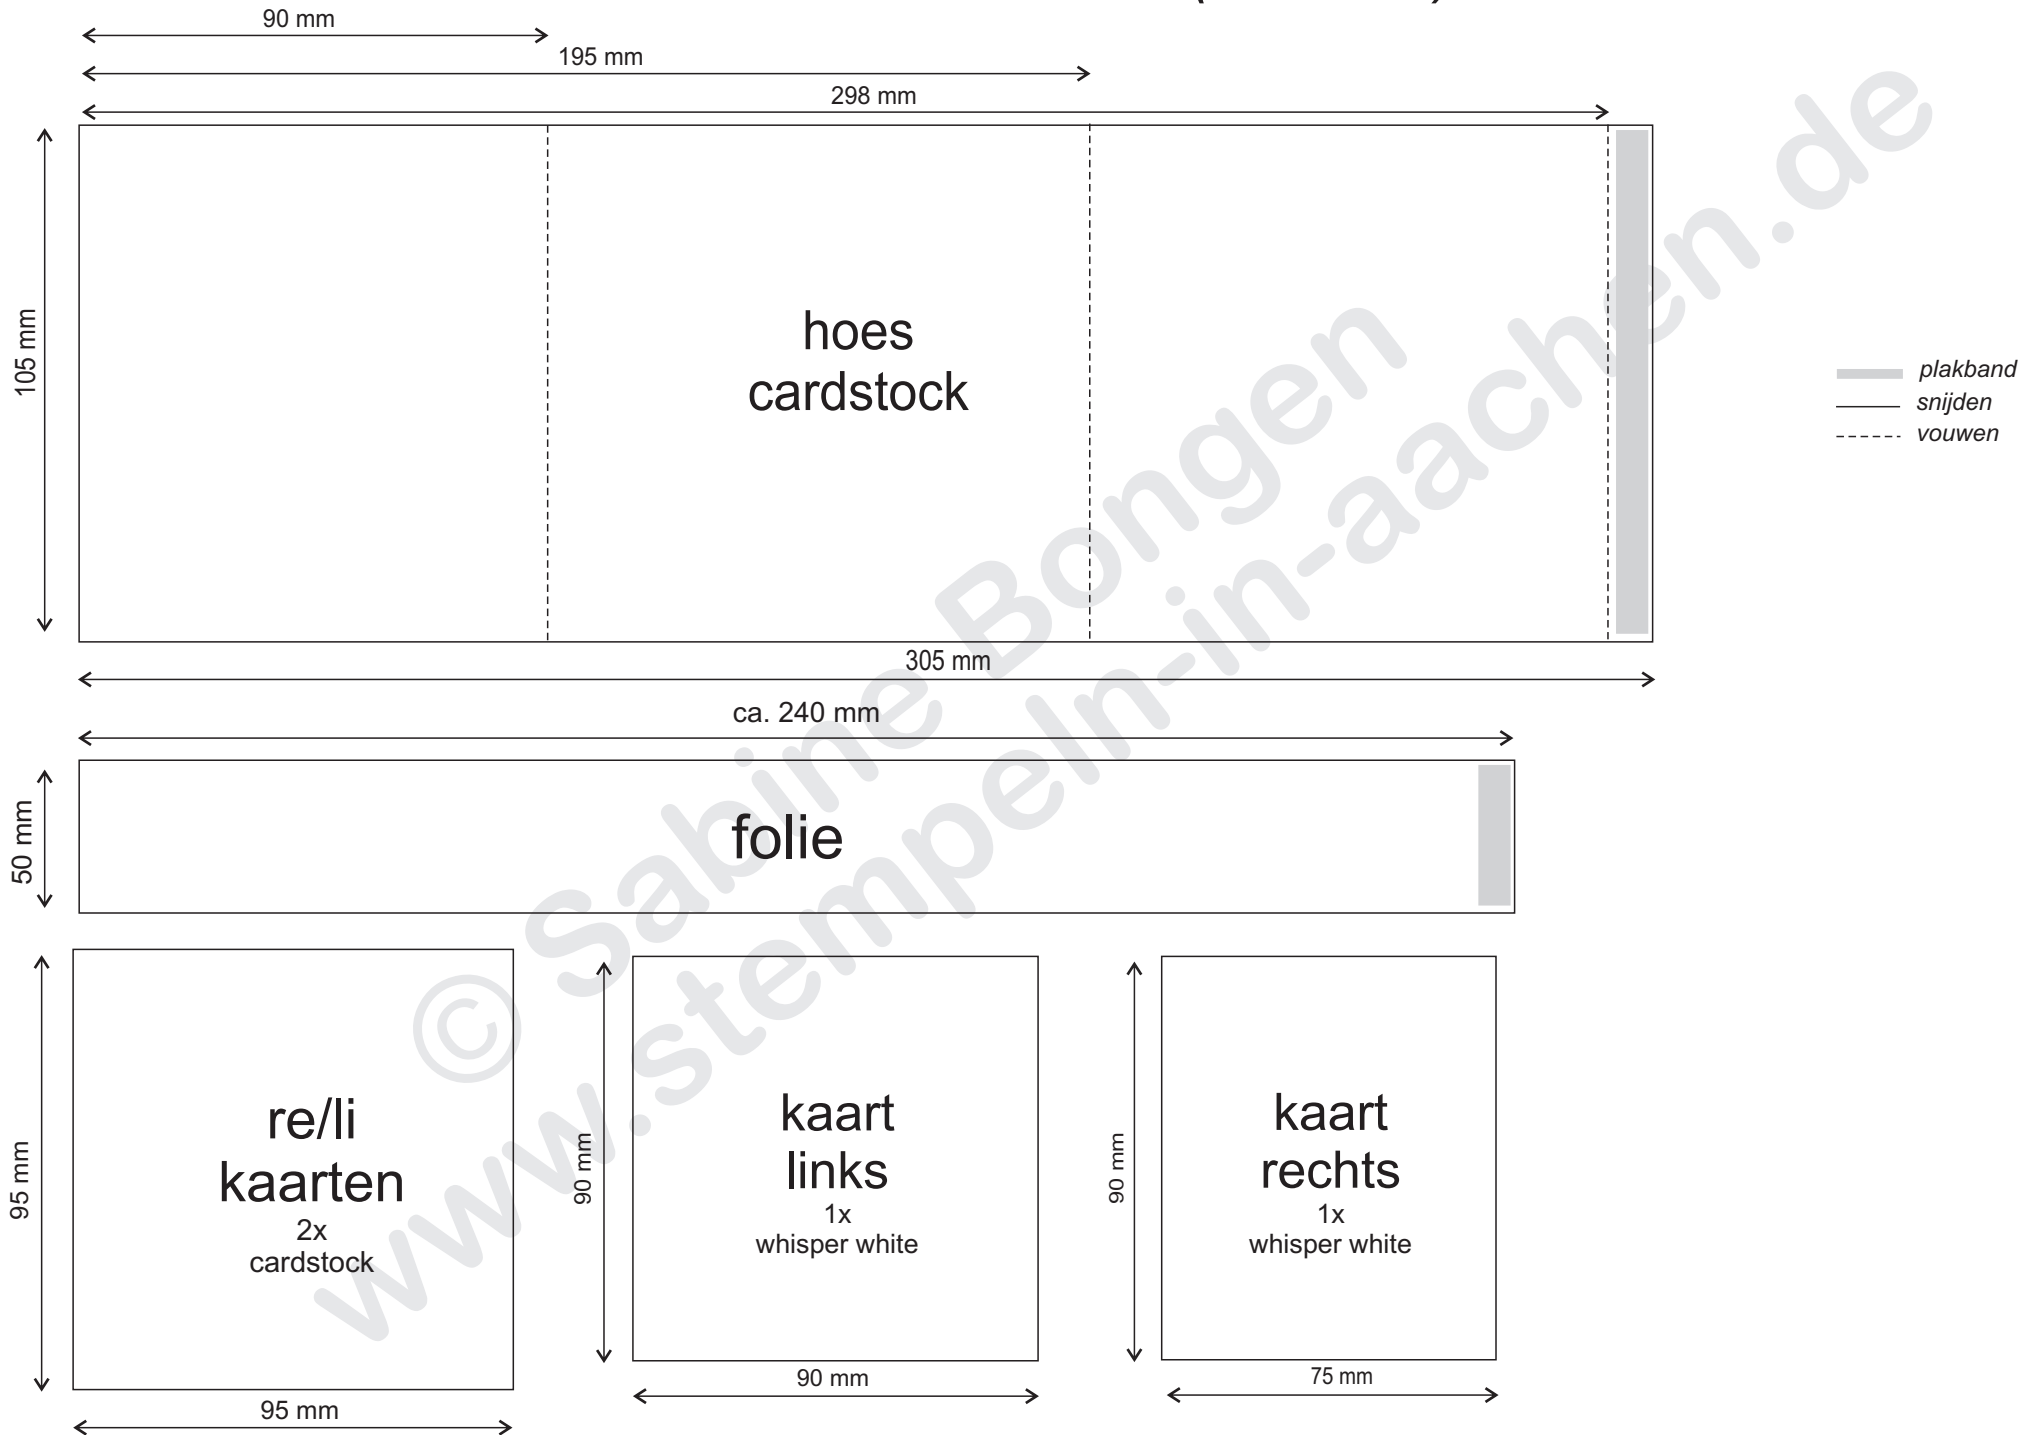 90 mm
195 mm
298 mm
105 mm
hoes
cardstock
plakband
snijden
vouwen
305 mm
ca. 240 mm
50 mm
folie
95 mm
re/li
kaarten
2x
cardstock
95 mm
90 mm
kaart
links
1x
whisper white
90 mm
90 mm
kaart
rechts
1x
whisper white
75 mm
© Sabine Bongen
www.stempeln-in-aachen.de